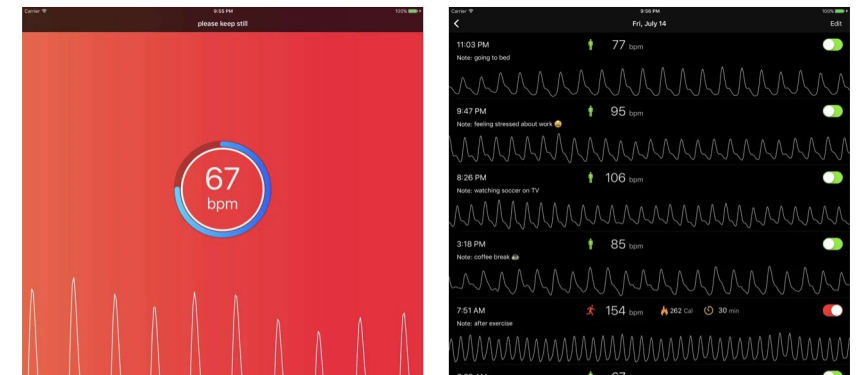 Carrier 9:55 PM 100%
please keep still
67
bpm
Carrier 9:56 PM 100%
Fri, July 14 Edit
11:03 PM 77 bpm
Note: going to bed
9:47 PM 95 bpm
Note: feeling stressed about work 😀
8:26 PM 106 bpm
Note: watching soccer on TV
3:18 PM 85 bpm
Note: coffee break ☕
7:51 AM 154 bpm 262 Cal 30 min
Note: after exercise